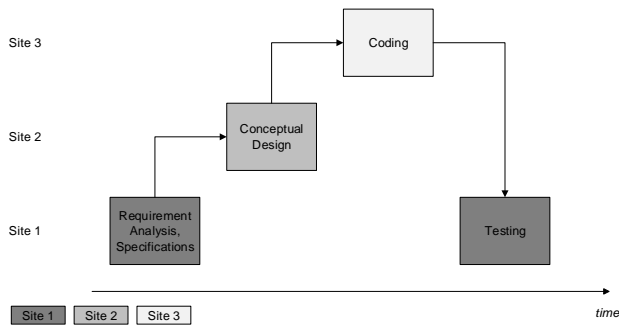 Site 3
Coding
Site 2
Conceptual
Design
Site 1
Requirement
Analysis,
Specifications
Testing
time
Site 1
Site 2
Site 3